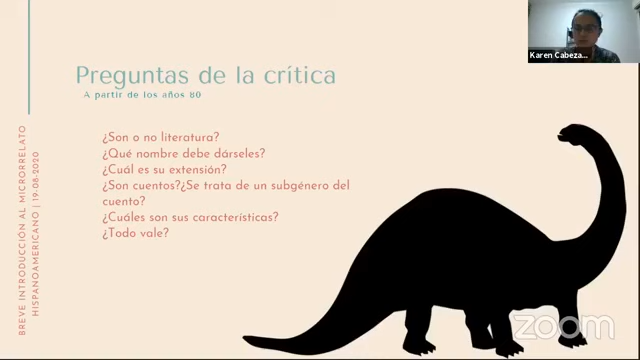 Preguntas de la crítica
A partir de los años 80
¿Son o no literatura?
¿Qué nombre debe dárseles?
¿Cuál es su extensión?
¿Son cuentos?¿Se trata de un subgénero del
cuento?
¿Cuáles son sus características?
¿Todo vale?
BREVE INTRODUCCIÓN AL MICRORRELATO
HISPANOAMERICANO | 19-08-2020
Karen Cabeza...
zoom